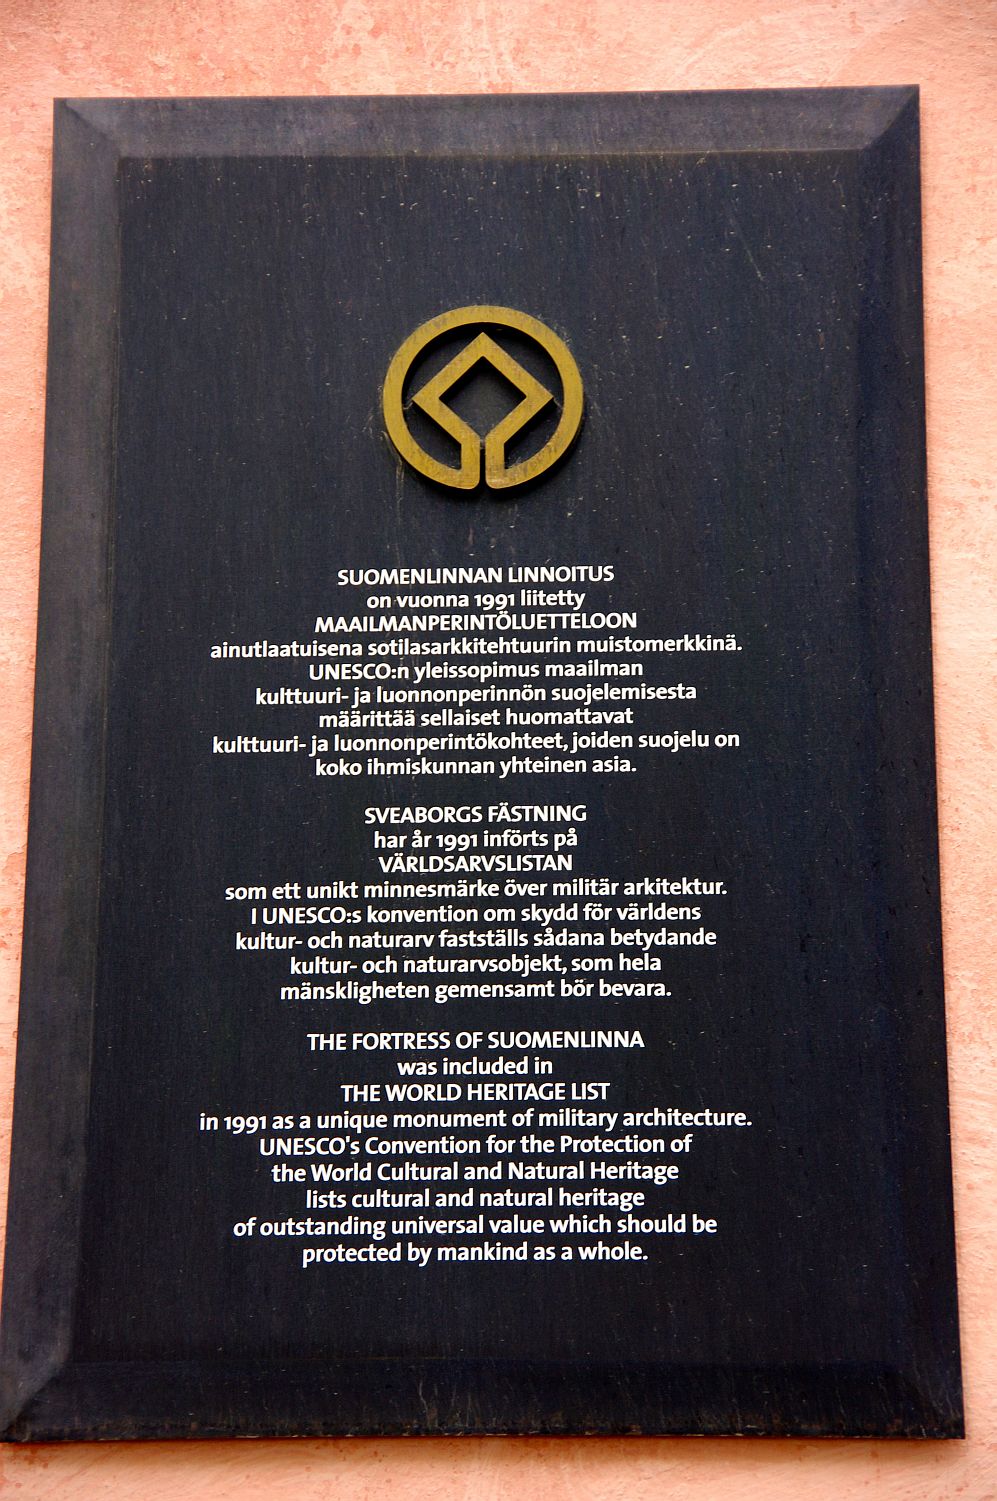 SUOMENLINNAN LINNOITUS
on vuonna 1991 liitetty
MAAILMANPERINTÖLUETTELOON
ainutlaatuisena sotilasarkkitehtuurin muistomerkkinä.
UNESCO:n yleissopimus maailman
kulttuuri- ja luonnonperinnön suojelemisesta
määrittää sellaiset huomattavat
kulttuuri- ja luonnonperintökohteet, joiden suojelu on
koko ihmiskunnan yhteinen asia.
SVEABORGS FÄSTNING
har år 1991 införts på
VÄRLDSARVSLISTAN
som ett unikt minnesmärke över militär arkitektur.
I UNESCO:s konvention om skydd för världens
kultur- och naturarv fastställs sådana betydande
kultur- och naturarvsobjekt, som hela
mänskligheten gemensamt bör bevara.
THE FORTRESS OF SUOMENLINNA
was included in
THE WORLD HERITAGE LIST
in 1991 as a unique monument of military architecture.
UNESCO's Convention for the Protection of
the World Cultural and Natural Heritage
lists cultural and natural heritage
of outstanding universal value which should be
protected by mankind as a whole.